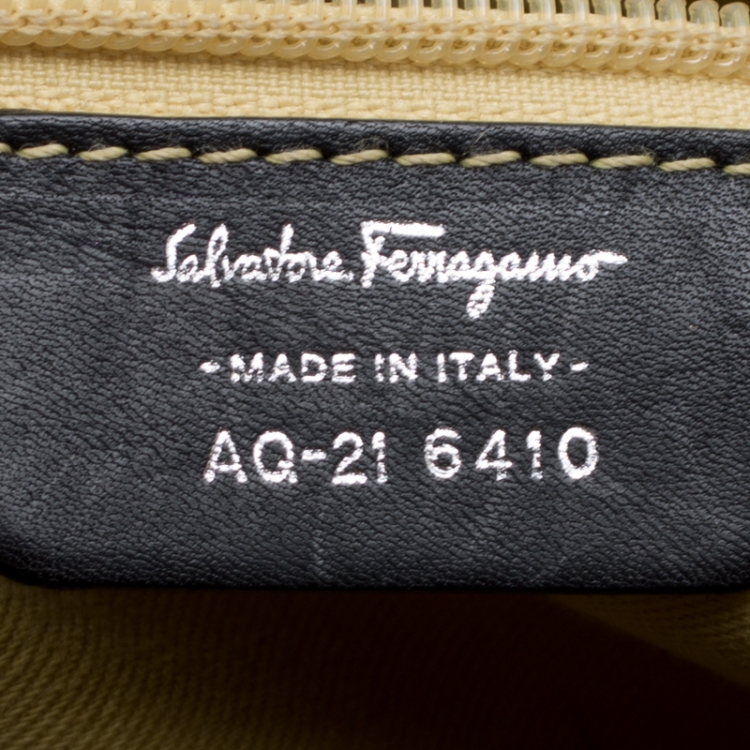 Salvatore Ferragamo
-MADE IN ITALY-
AQ-21 6410